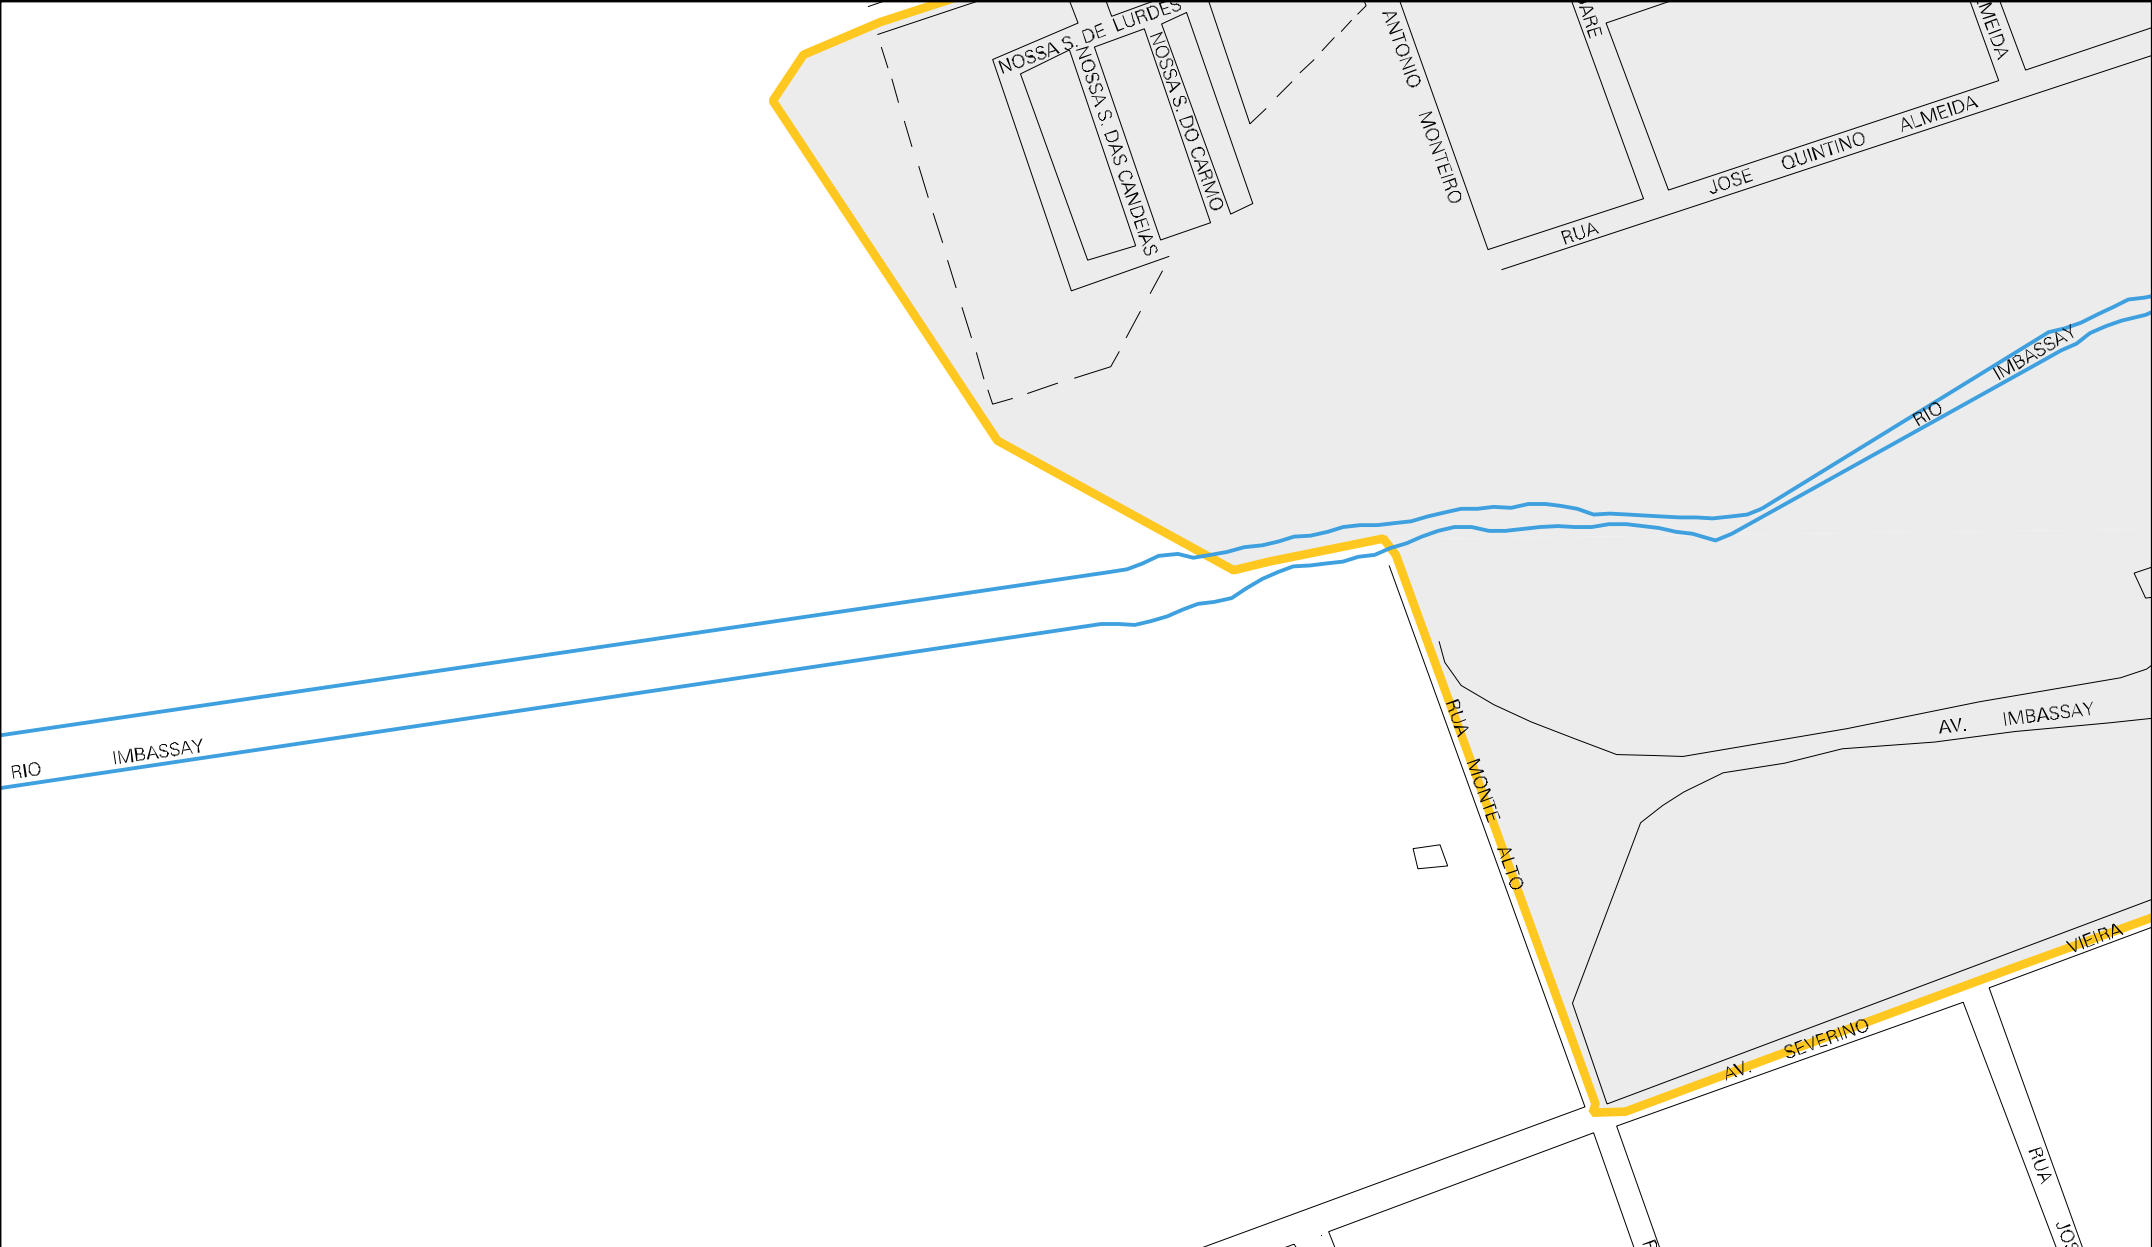 NOSSA S. DE LURDES
NOSSA S. DAS CANDEIAS
NOSSA S. DO CARMO
ANTONIO MONTEIRO
RUA JOSE QUINTINO ALMEIDA
RIO IMBASSAY
RIO IMBASSAY
AV. IMBASSAY
RUA MONTE ALTO
AV. SEVERINO VIEIRA
RUA